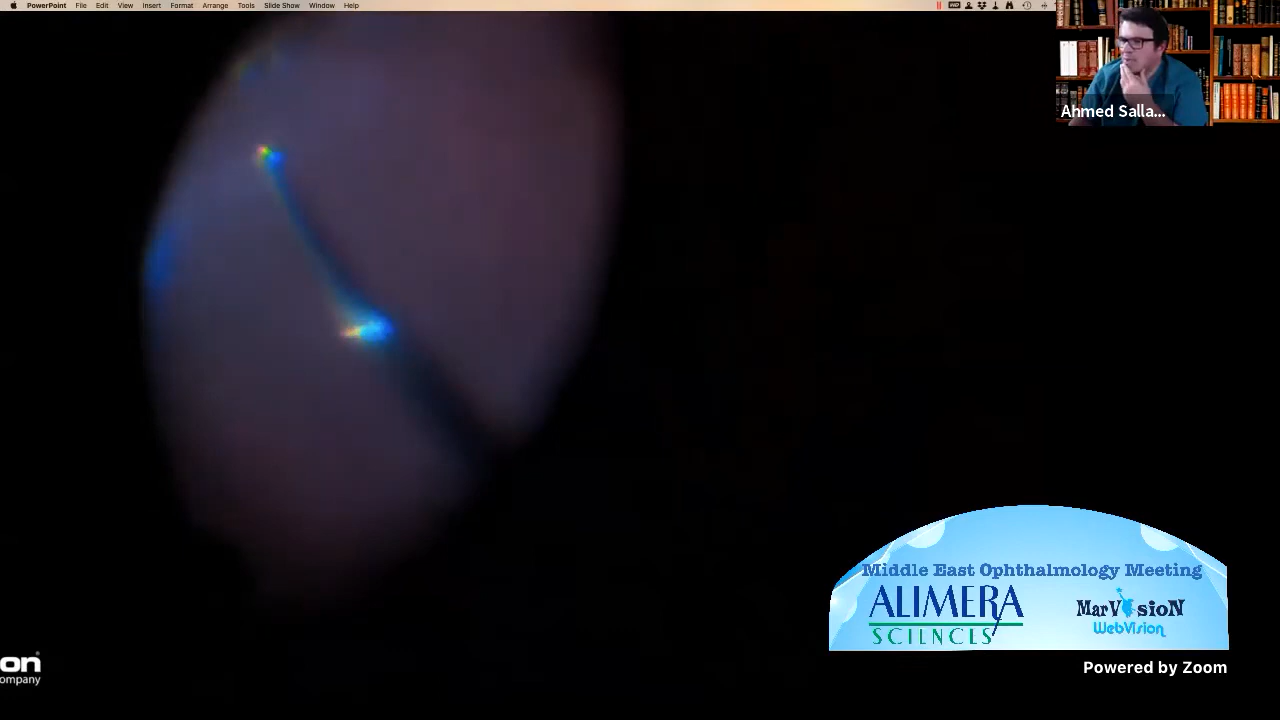 PowerPoint File Edit View Insert Format Arrange Tools Slide Show Window Help
Ahmed Salla...
Middle East Ophthalmology Meeting
ALIMERA
SCIENCES
MarVisioN
WebVision
Powered by Zoom
on
ompany